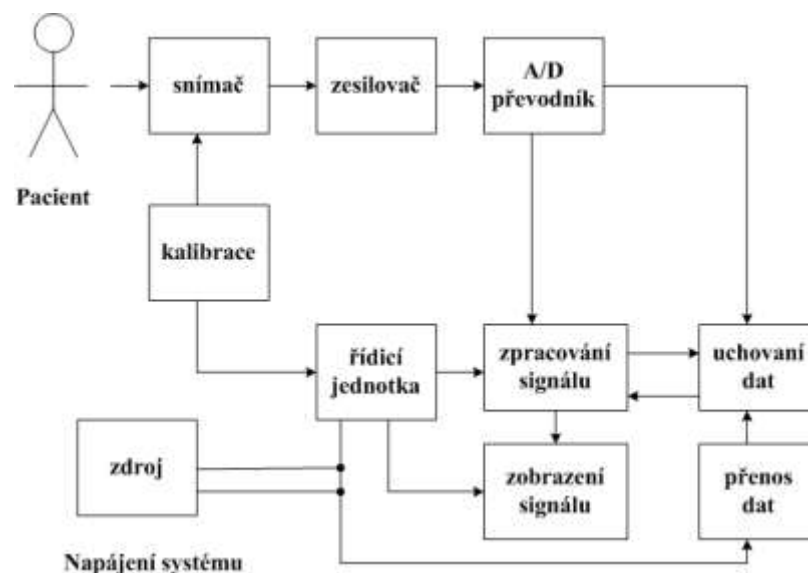 snímač
zesilovač
A/D
převodník
Pacient
kalibrace
řídicí
jednotka
zpracování
signálu
uchovaní
dat
zdroj
zobrazení
signálu
přenos
dat
Napájení systému